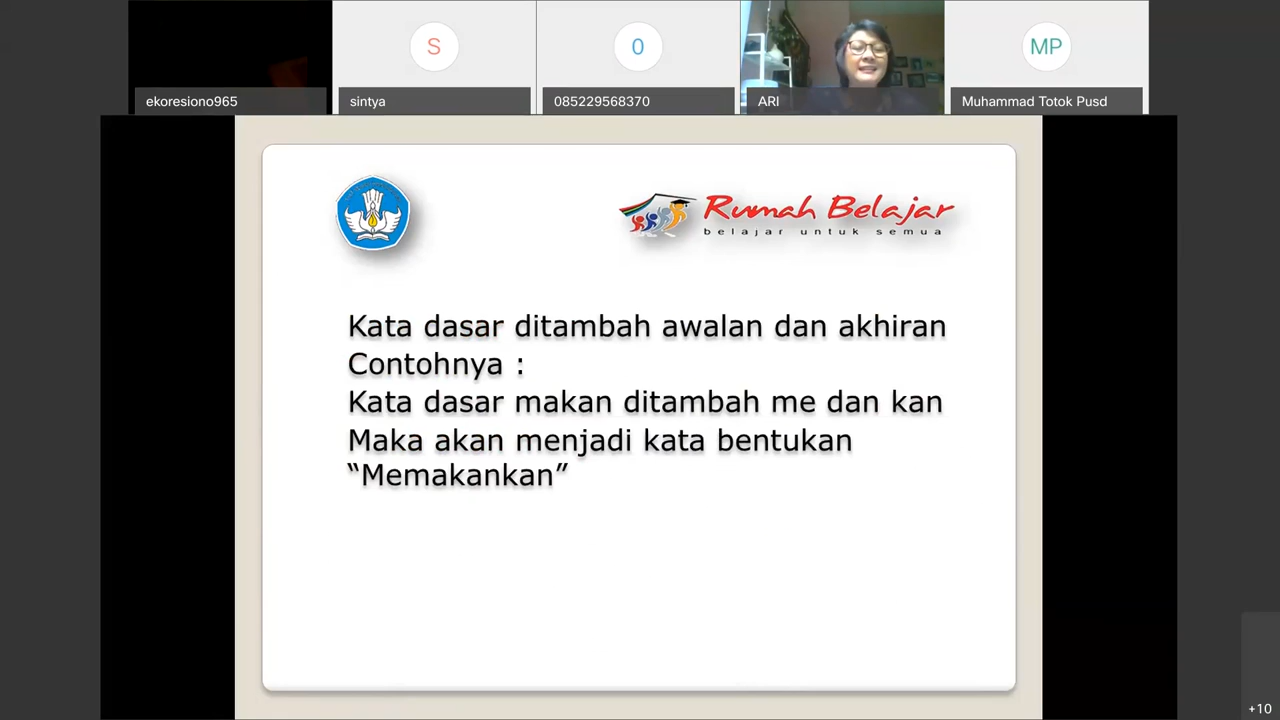 S
0
MP
ekoresiono965
sintya
085229568370
ARI
Muhammad Totok Pusd
Rumah Belajar
belajar untuk semua
Kata dasar ditambah awalan dan akhiran
Contohnya :
Kata dasar makan ditambah me dan kan
Maka akan menjadi kata bentukan
“Memakankan”
+10